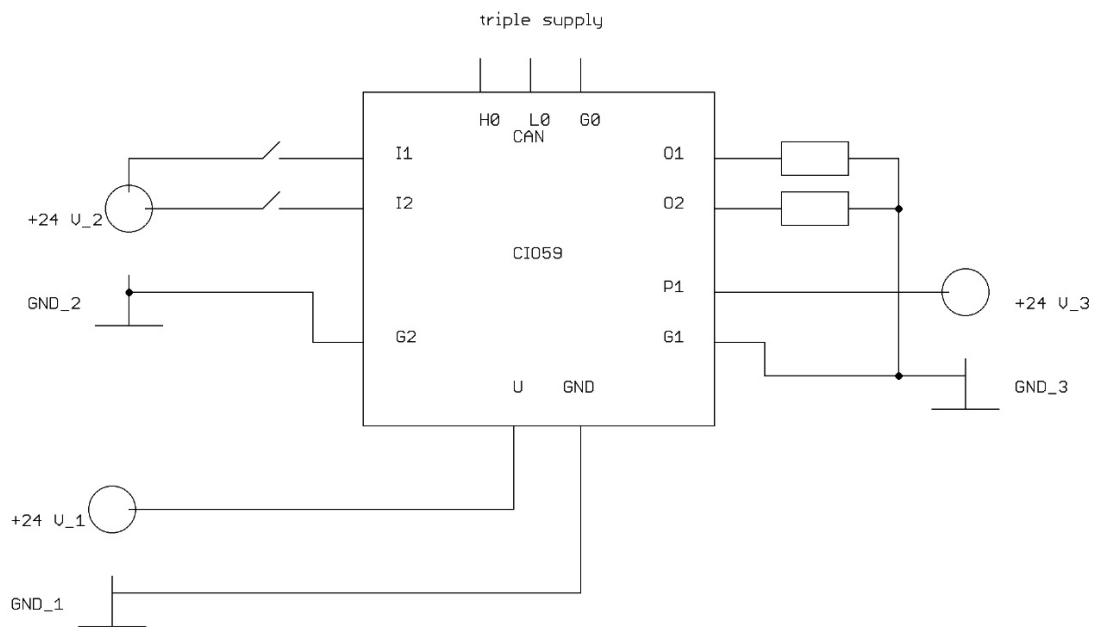 triple supply
H0 L0 G0
CAN
I1 O1
I2 O2
+24 V_2
CIO59
P1
GND_2 +24 V_3
G2 G1
U GND GND_3
+24 V_1
GND_1